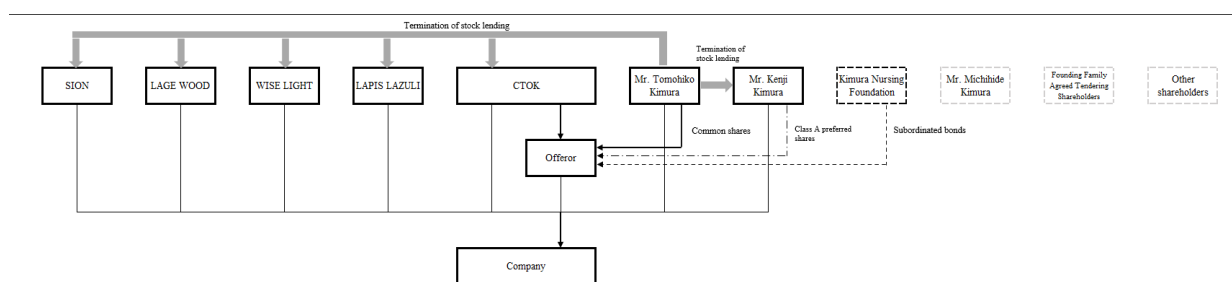 Termination of stock lending
Termination of
stock lending
SION
LAGE WOOD
WISE LIGHT
LAPIS LAZULI
CTOK
Mr. Tomohiko
Kimura
Mr. Kenji
Kimura
Kimura Nursing
Foundation
Mr. Michihide
Kimura
Founding Family
Agreed Tendering
Shareholders
Other
shareholders
Common shares
Class A preferred
shares
Subordinated bonds
Offeror
Company